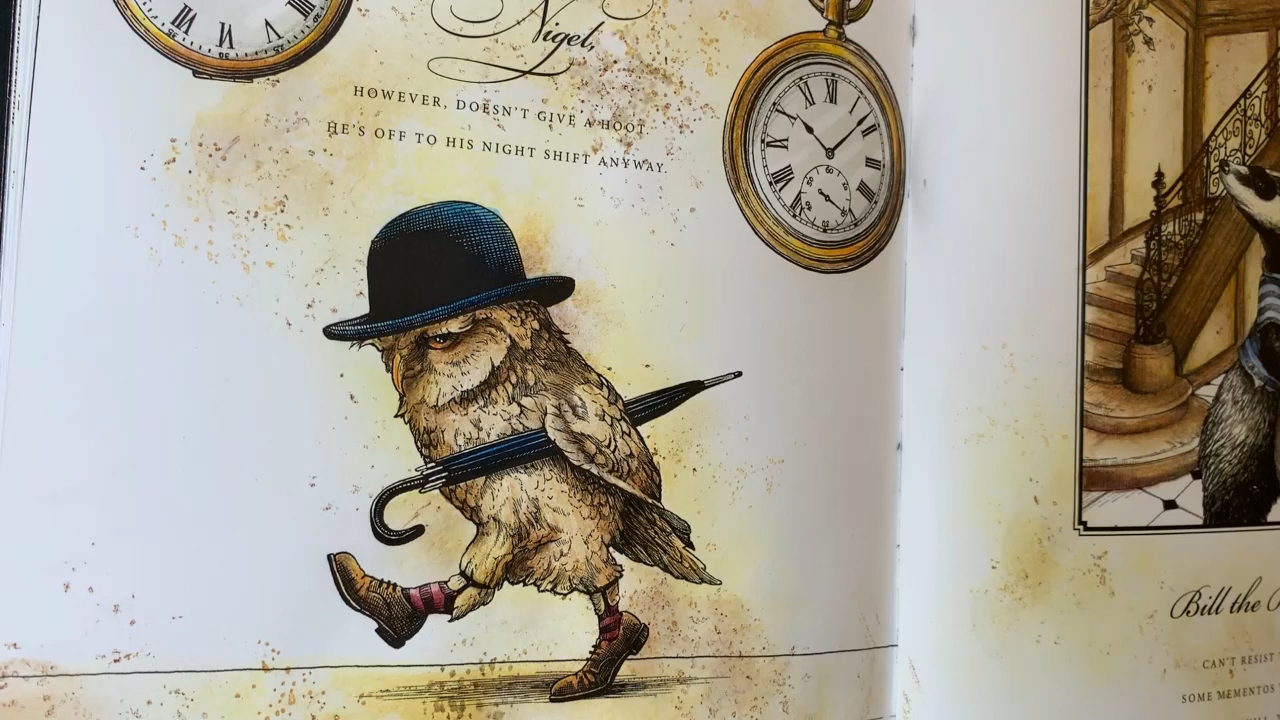 Nigel,
HOWEVER, DOESN'T GIVE A HOOT.
HE'S OFF TO HIS NIGHT SHIFT ANYWAY.
Bill the
CAN'T RESIST
SOME MEMENTOS